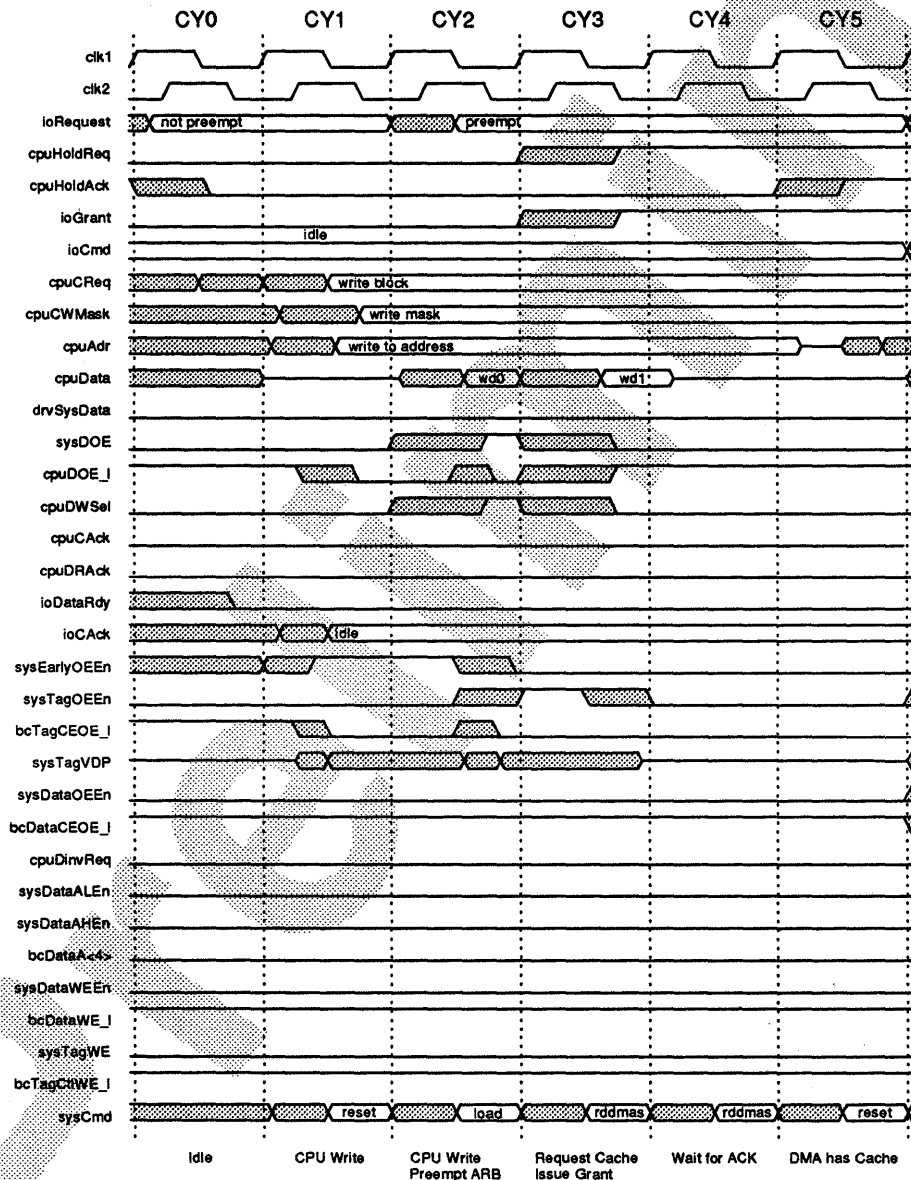 CY0 CY1 CY2 CY3 CY4 CY5
clk1
clk2
ioRequest not preempt preempt
cpuHoldReq
cpuHoldAck
ioGrant
idle
ioCmd
cpuCReq write block
cpuCWMask write mask
cpuAdr write to address
cpuData wd0 wd1
drvSysData
sysDOE
cpuDOE_l
cpuDWSel
cpuCAck
cpuDRAck
ioDataRdy
ioCAck idle
sysEarlyOEEn
sysTagOEEn
bcTagCEOE_l
sysTagVDP
sysDataOEEn
bcDataCEOE_l
cpuDinvReq
sysDataALEn
sysDataAHEn
bcDataA<4>
sysDataWEEn
bcDataWE_l
sysTagWE
bcTagCtlWE_l
sysCmd reset load rddmas rddmas reset
Idle CPU Write CPU Write Request Cache Wait for ACK DMA has Cache
Preempt ARB Issue Grant